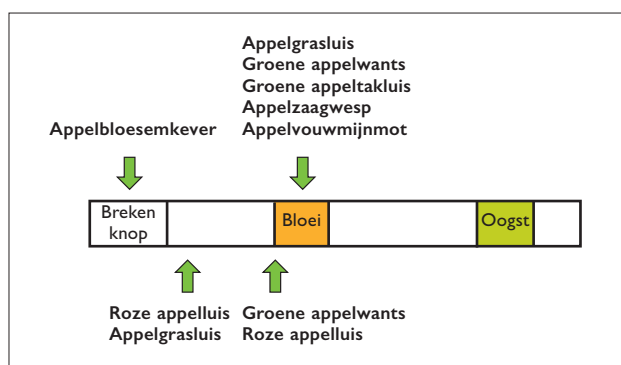 Appelgrasluis
Groene appelwants
Groene appeltakluis
Appelzaagwesp
Appelbloesemkever
Appelvouwmijnmot
Breken
knop
Bloei
Oogst
Roze appelluis
Appelgrasluis
Groene appelwants
Roze appelluis